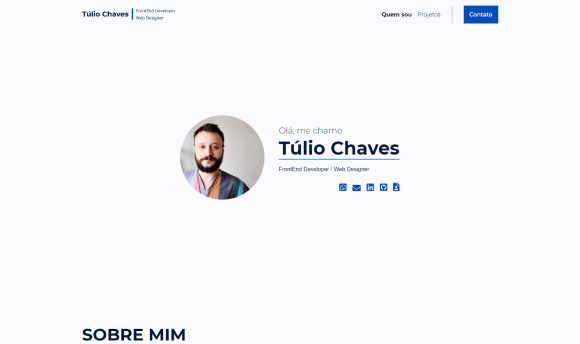 Túlio Chaves
FrontEnd Developer
Web Designer
Quem sou
Projetos
Contato
Olá, me chamo
Túlio Chaves
FrontEnd Developer / Web Designer
SOBRE MIM